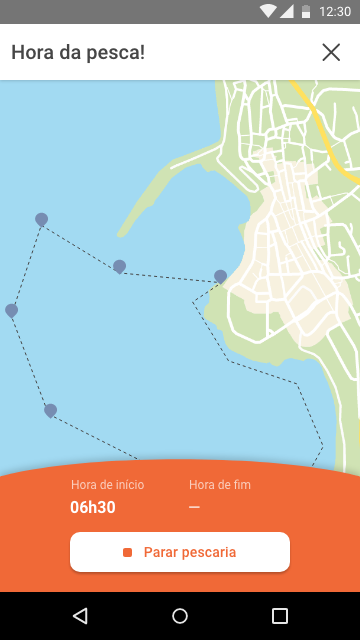 12:30
Hora da pesca!
Hora de início
Hora de fim
06h30
—
Parar pescaria